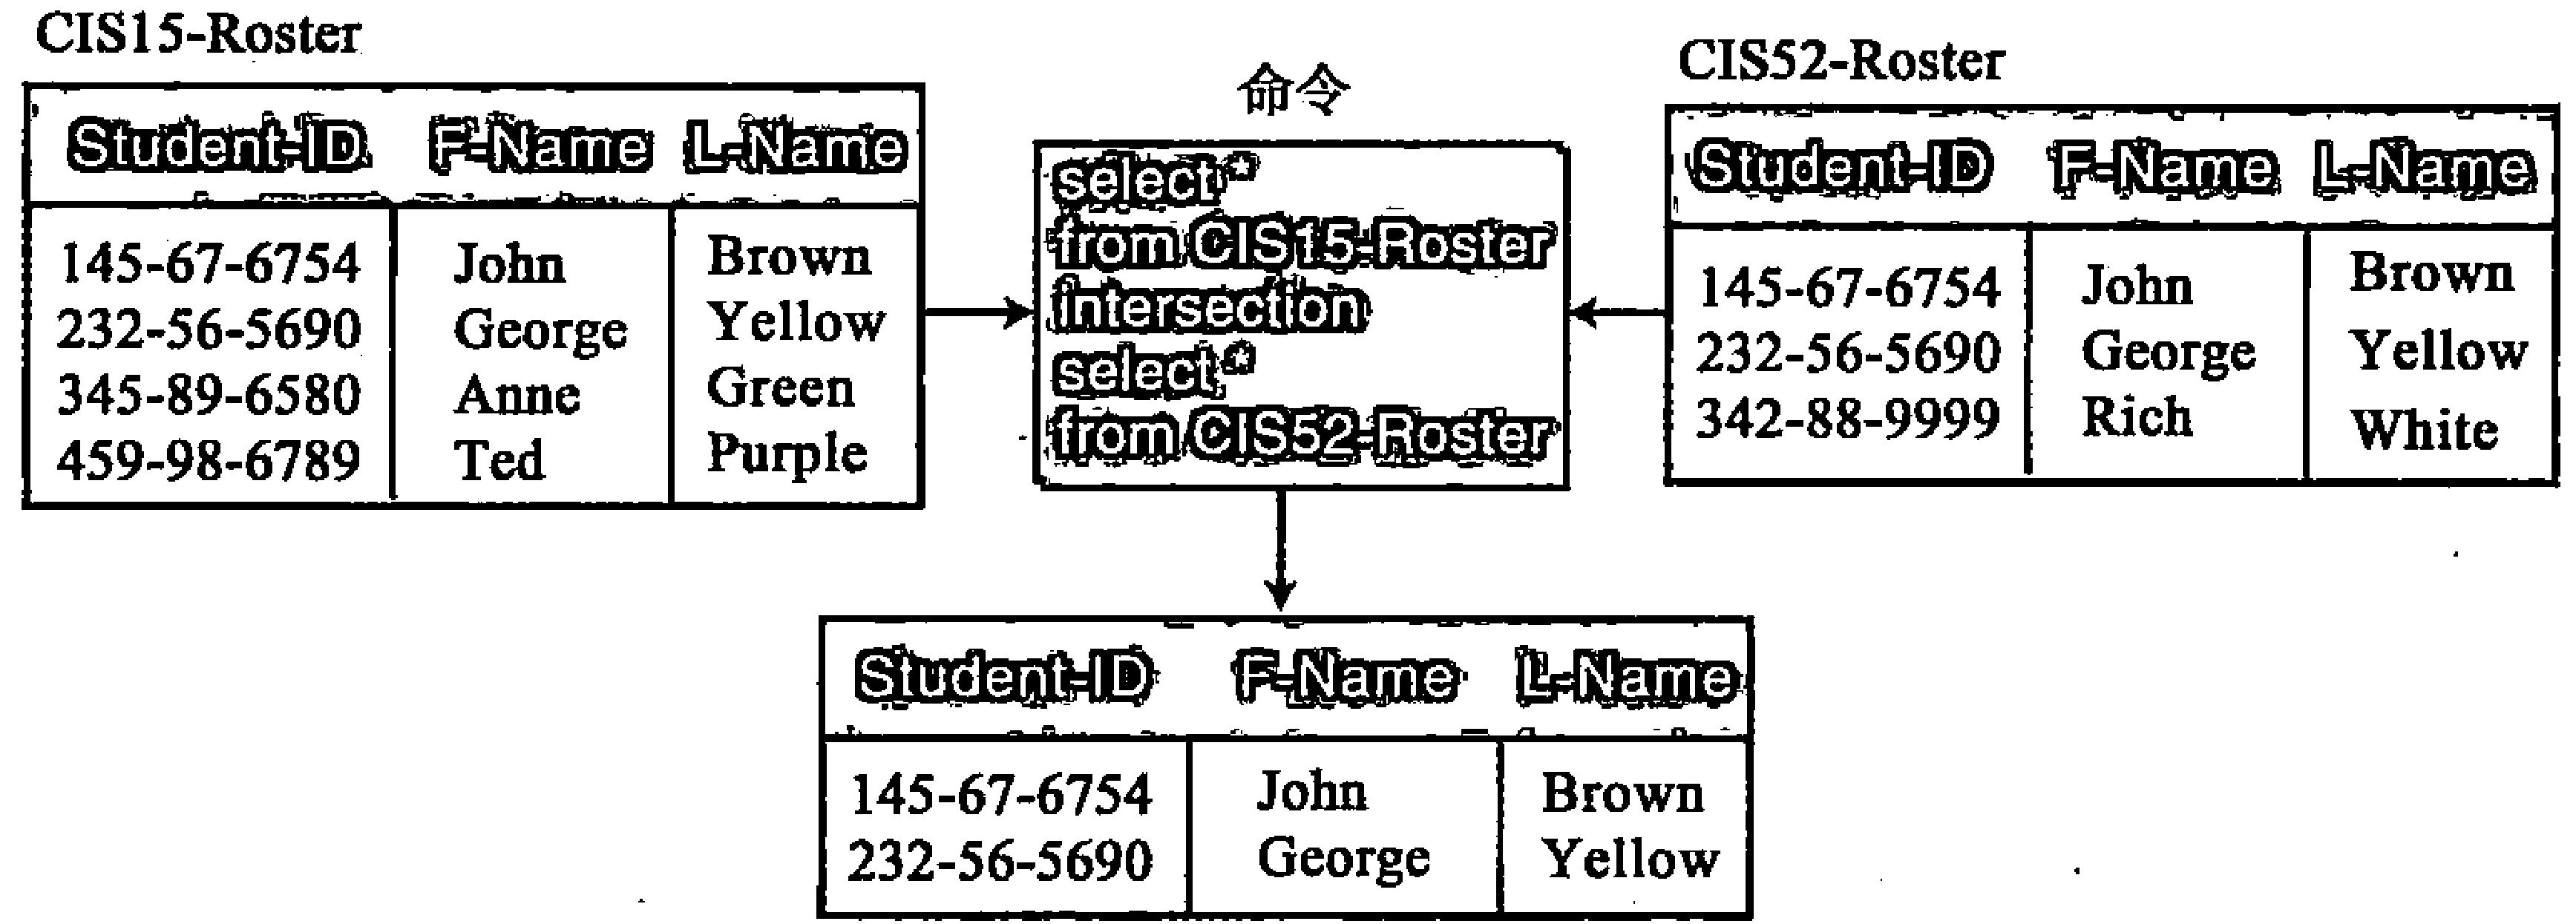 CIS15-Roster
Student-ID F-Name L-Name
145-67-6754 John Brown
232-56-5690 George Yellow
345-89-6580 Anne Green
459-98-6789 Ted Purple
命令
select*
from CIS15-Roster
intersection
select*
from CIS52-Roster
CIS52-Roster
Student-ID F-Name L-Name
145-67-6754 John Brown
232-56-5690 George Yellow
342-88-9999 Rich White
Student-ID F-Name L-Name
145-67-6754 John Brown
232-56-5690 George Yellow